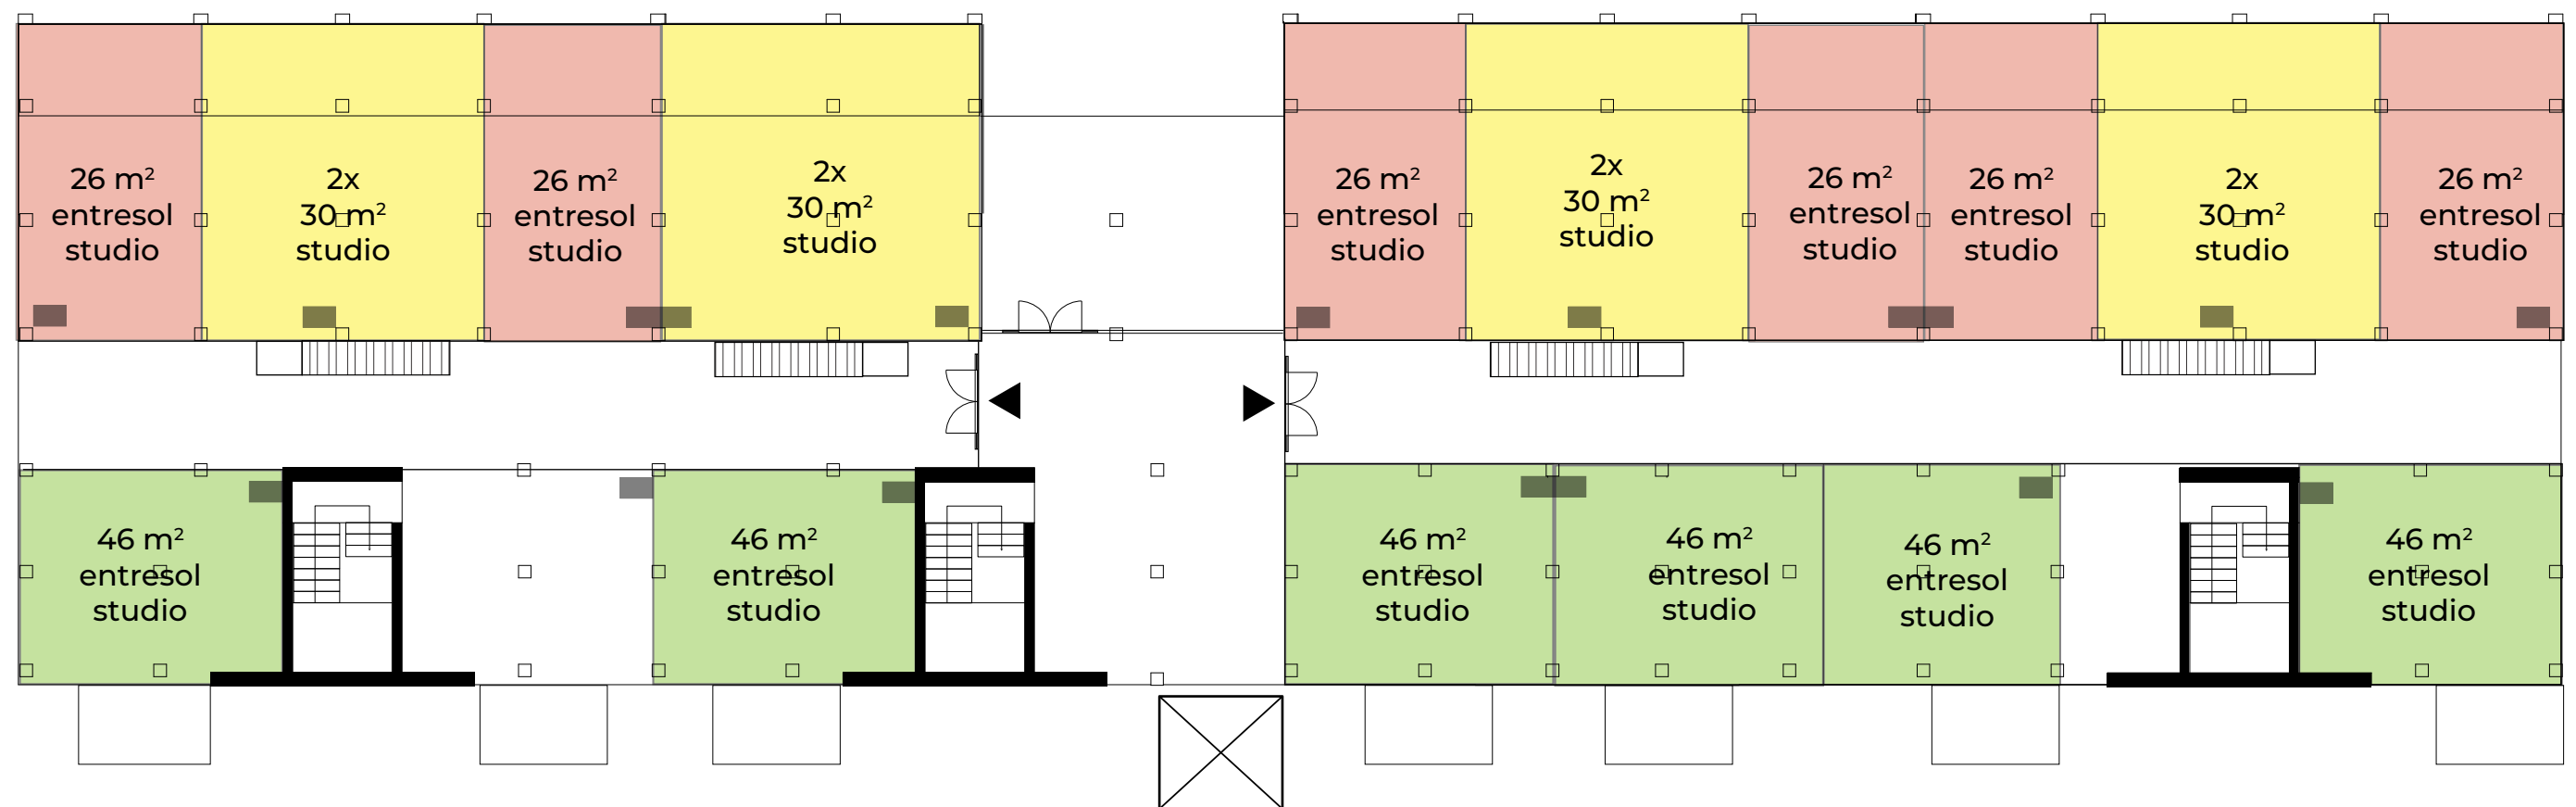 26 m²
entresol
studio
2x
30 m²
studio
26 m²
entresol
studio
2x
30 m²
studio
26 m²
entresol
studio
2x
30 m²
studio
26 m²
entresol
studio
26 m²
entresol
studio
2x
30 m²
studio
26 m²
entresol
studio
46 m²
entresol
studio
46 m²
entresol
studio
46 m²
entresol
studio
46 m²
entresol
studio
46 m²
entresol
studio
46 m²
entresol
studio